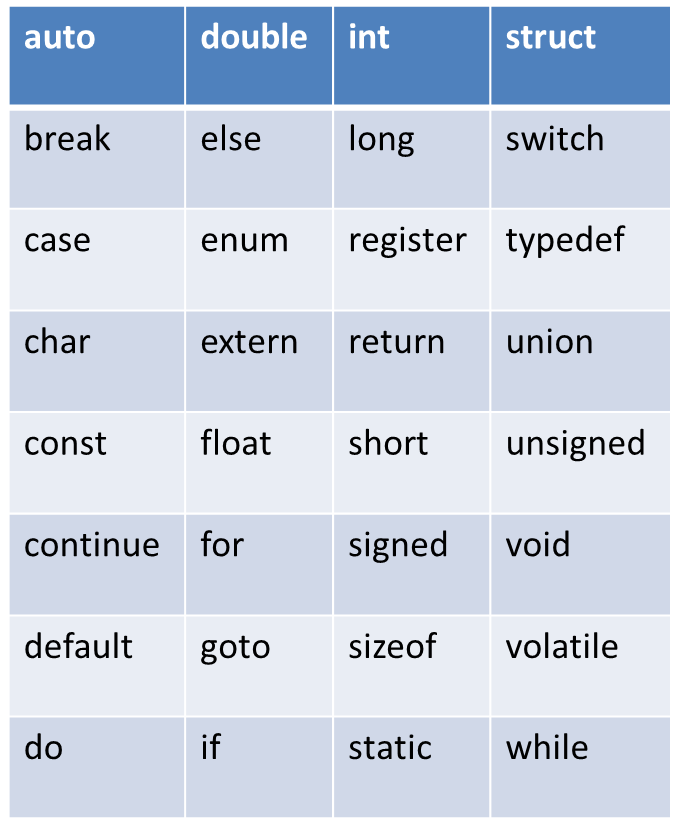 auto double int struct
break else long switch
case enum register typedef
char extern return union
const float short unsigned
continue for signed void
default goto sizeof volatile
do if static while